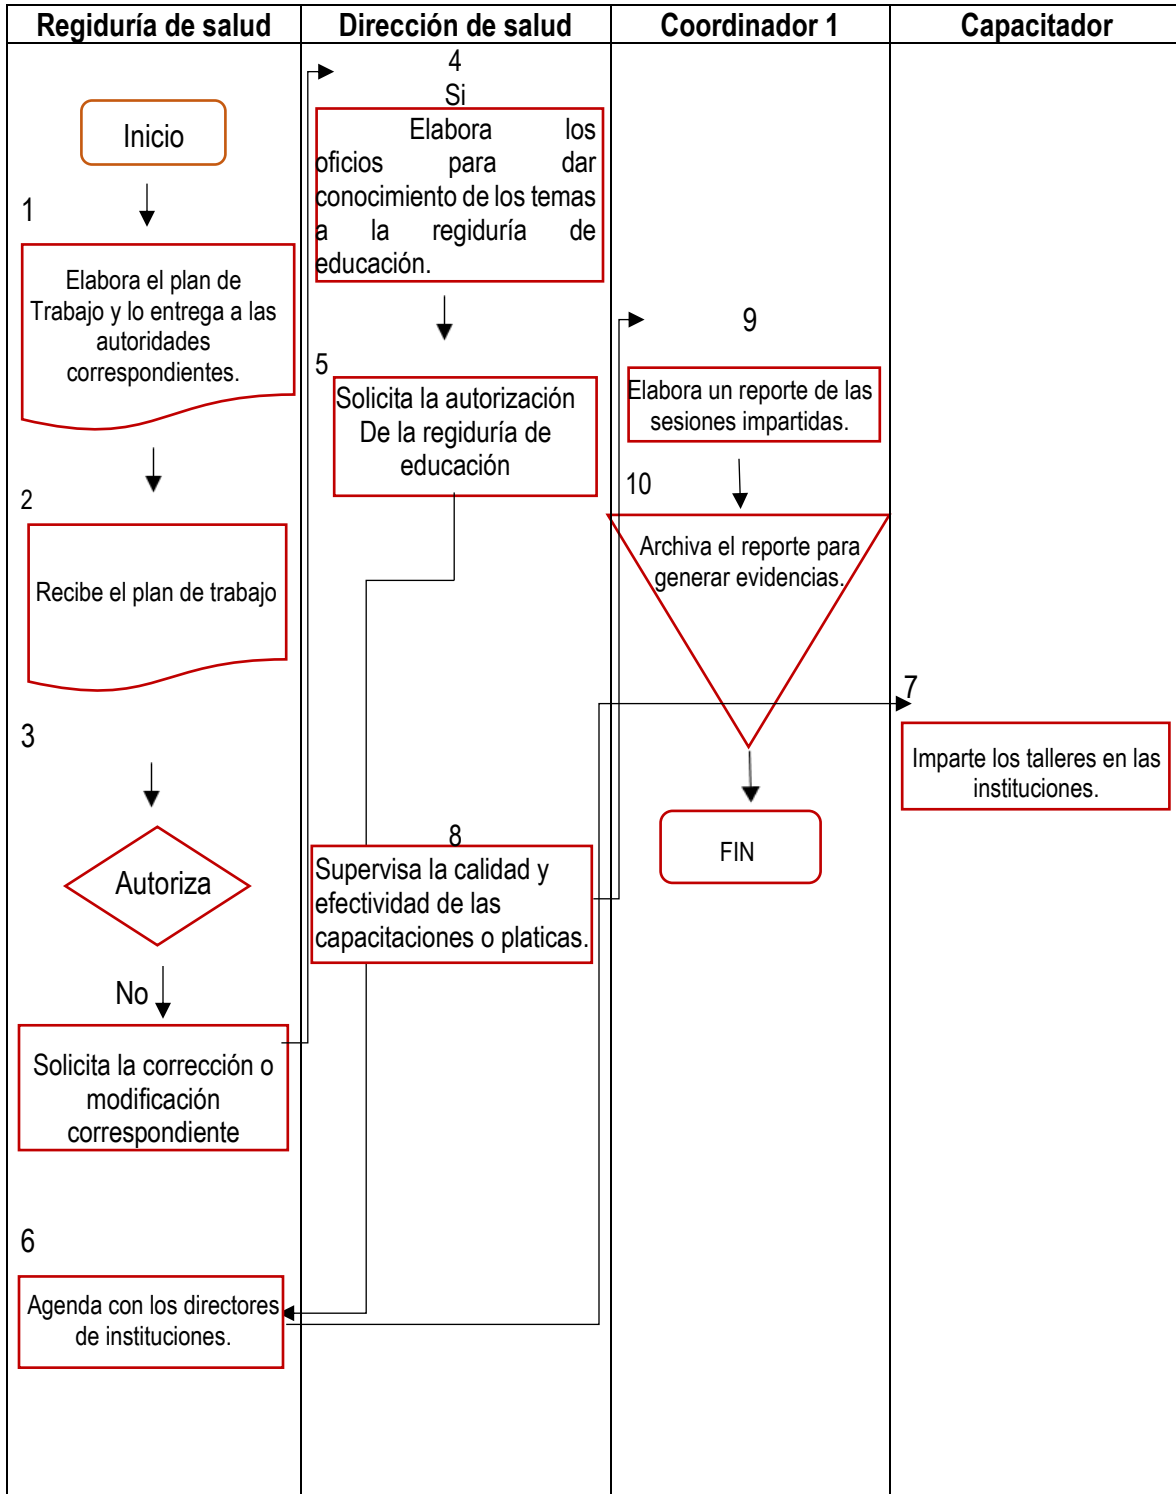 Regiduría de salud
Dirección de salud
Coordinador 1
Capacitador
Inicio
1
Elabora el plan de
Trabajo y lo entrega a las
autoridades
correspondientes.
2
Recibe el plan de trabajo
3
Autoriza
No
Solicita la corrección o
modificación
correspondiente
6
Agenda con los directores
de instituciones.
4
Si
Elabora los
oficios para dar
conocimiento de los temas
a la regiduría de
educación.
5
Solicita la autorización
De la regiduría de
educación
8
Supervisa la calidad y
efectividad de las
capacitaciones o platicas.
9
Elabora un reporte de las
sesiones impartidas.
10
Archiva el reporte para
generar evidencias.
FIN
7
Imparte los talleres en las
instituciones.